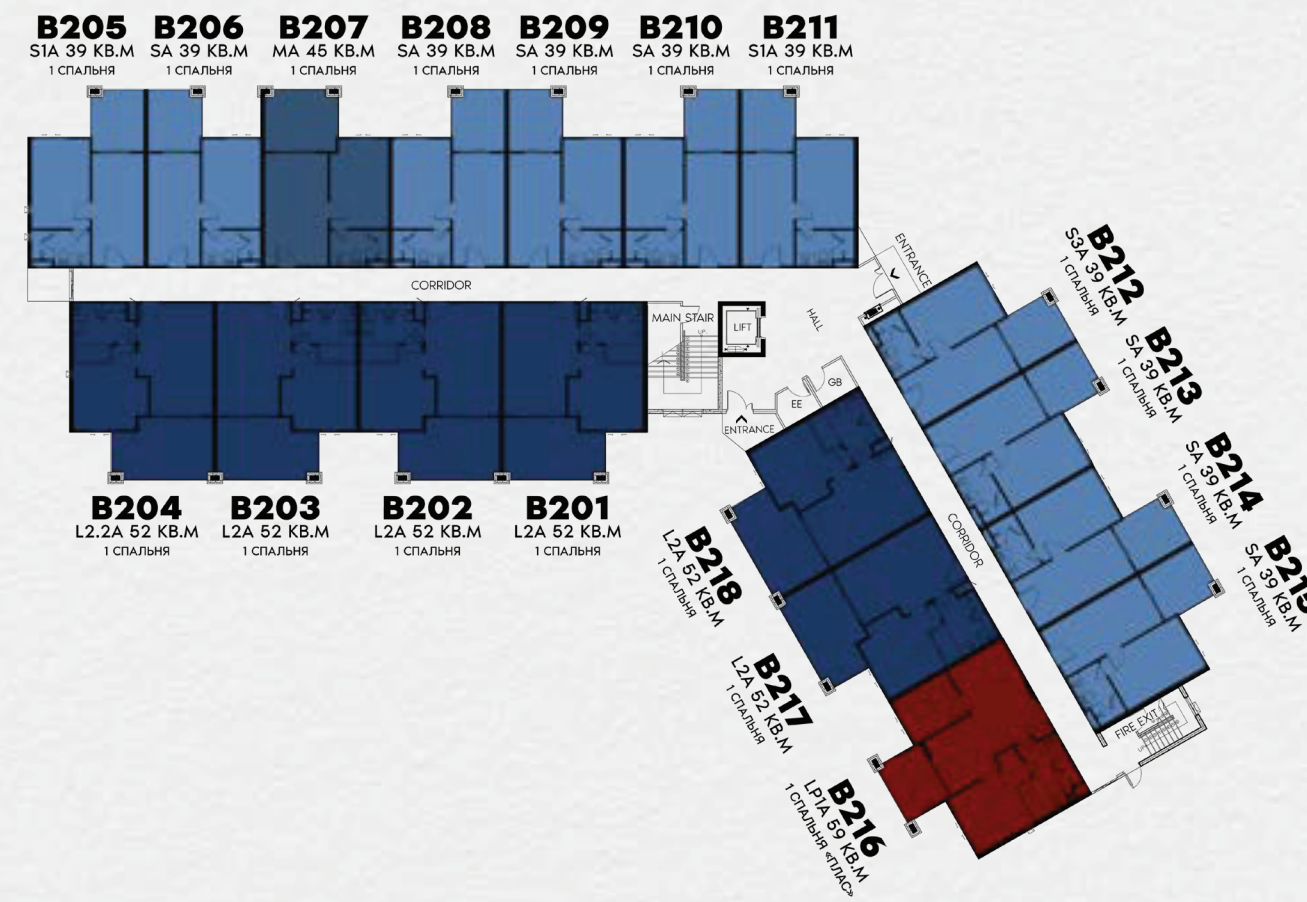 B205
S1A 39 КВ.М
1 СПАЛЬНЯ
B206
SA 39 КВ.М
1 СПАЛЬНЯ
B207
MA 45 КВ.М
1 СПАЛЬНЯ
B208
SA 39 КВ.М
1 СПАЛЬНЯ
B209
SA 39 КВ.М
1 СПАЛЬНЯ
B210
SA 39 КВ.М
1 СПАЛЬНЯ
B211
S1A 39 КВ.М
1 СПАЛЬНЯ
CORRIDOR
MAIN STAIR
UP
LIFT
HALL
ENTRANCE
GB
EE
ENTRANCE
B204
L2.2A 52 КВ.М
1 СПАЛЬНЯ
B203
L2A 52 КВ.М
1 СПАЛЬНЯ
B202
L2A 52 КВ.М
1 СПАЛЬНЯ
B201
L2A 52 КВ.М
1 СПАЛЬНЯ
B212
S3A 39 КВ.М
1 СПАЛЬНЯ
B213
SA 39 КВ.М
1 СПАЛЬНЯ
B214
SA 39 КВ.М
1 СПАЛЬНЯ
B215
SA 39 КВ.М
1 СПАЛЬНЯ
CORRIDOR
B218
L2A 52 КВ.М
1 СПАЛЬНЯ
B217
L2A 52 КВ.М
1 СПАЛЬНЯ
B216
LP1A 59 КВ.М
1 СПАЛЬНЯ «ПЛАС»
FIRE EXIT
UP